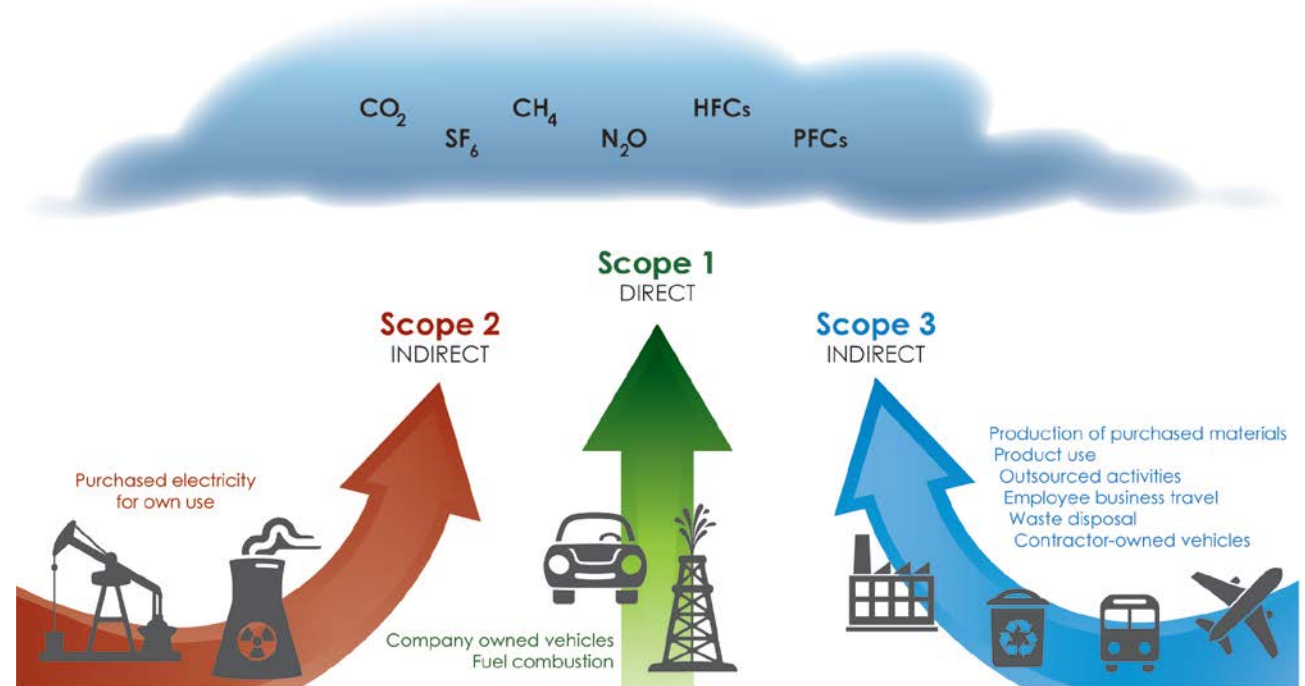 CO₂
CH₄
HFCs
SF₆
N₂O
PFCs
Scope 1
DIRECT
Scope 2
INDIRECT
Scope 3
INDIRECT
Purchased electricity
for own use
Company owned vehicles
Fuel combustion
Production of purchased materials
Product use
Outsourced activities
Employee business travel
Waste disposal
Contractor-owned vehicles